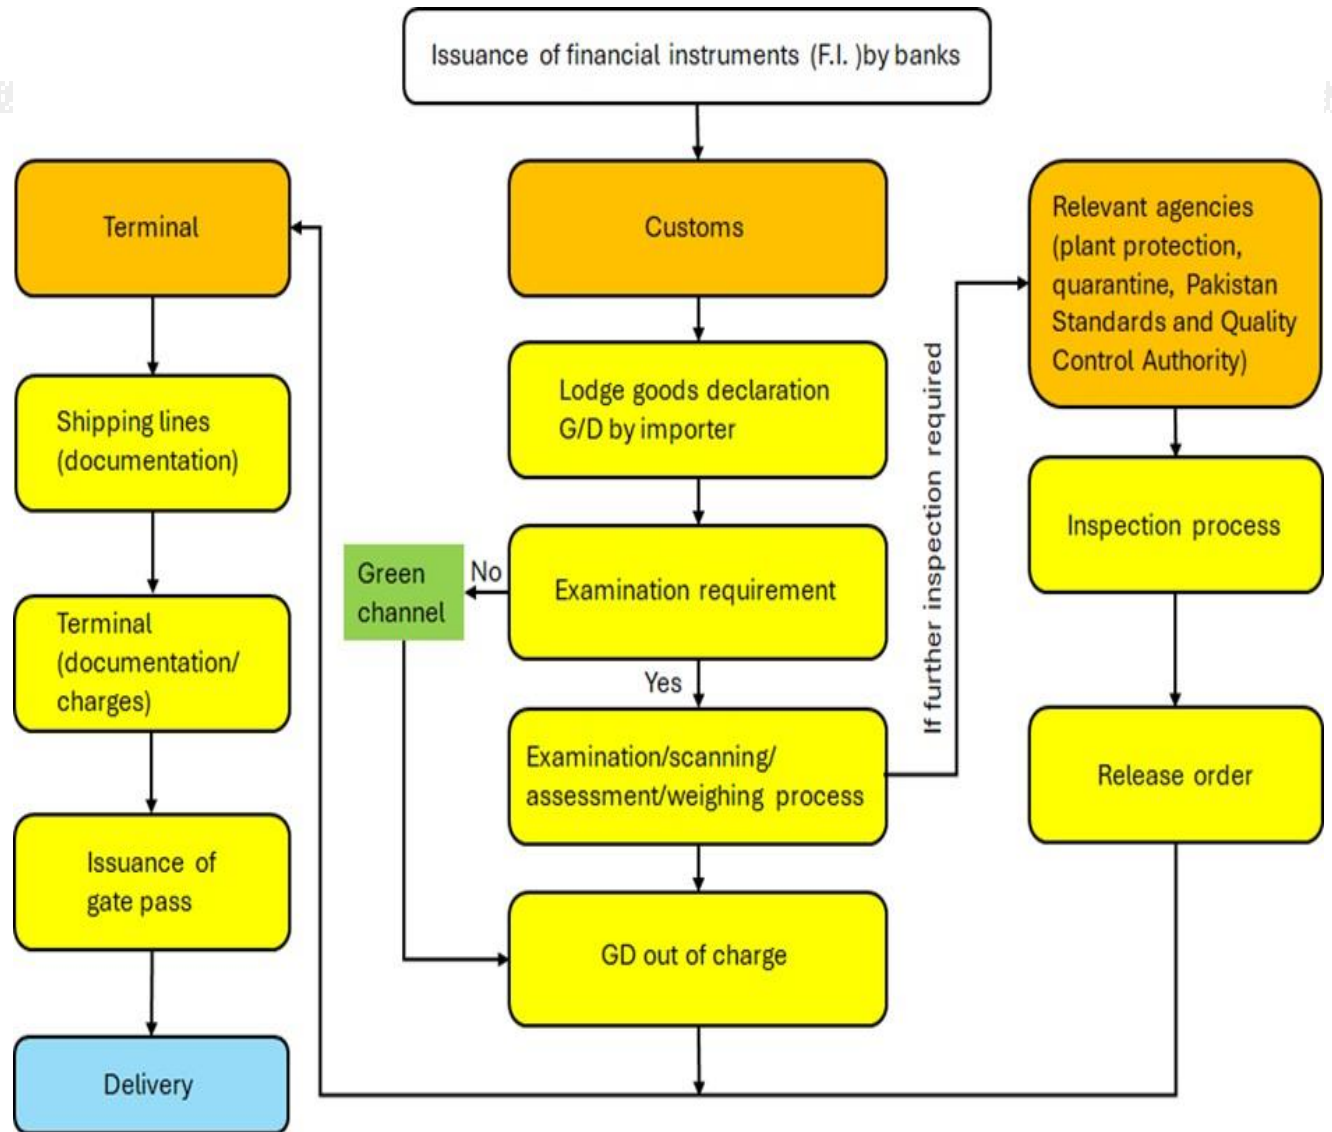 Issuance of financial instruments (F.I. )by banks
Terminal
Customs
Relevant agencies
(plant protection,
quarantine, Pakistan
Standards and Quality
Control Authority)
Shipping lines
(documentation)
Lodge goods declaration
G/D by importer
If further inspection required
Inspection process
Green
channel
No
Examination requirement
Yes
Terminal
(documentation/
charges)
Examination/scanning/
assessment/weighing process
Release order
Issuance of
gate pass
GD out of charge
Delivery